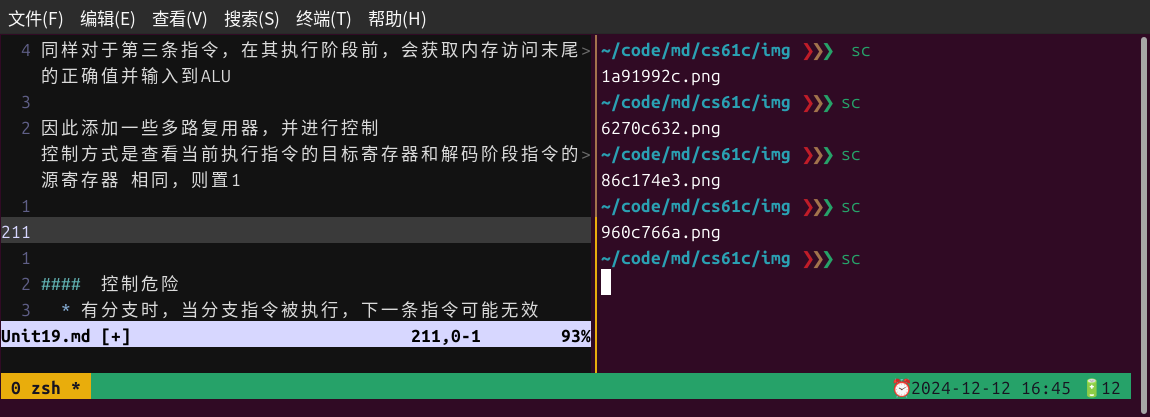 文件(F) 编辑(E) 查看(V) 搜索(S) 终端(T) 帮助(H)
4 同样对于第三条指令，在其执行阶段前，会获取内存访问末尾>
的正确值并输入到ALU
3
2 因此添加一些多路复用器，并进行控制
控制方式是查看当前执行指令的目标寄存器和解码阶段指令的>
源寄存器 相同，则置1
1
211
1
2 #### 控制危险
3 * 有分支时，当分支指令被执行，下一条指令可能无效
Unit19.md [+] 211,0-1 93%
~/code/md/cs61c/img ❯❯❯ sc
1a91992c.png
~/code/md/cs61c/img ❯❯❯ sc
6270c632.png
~/code/md/cs61c/img ❯❯❯ sc
86c174e3.png
~/code/md/cs61c/img ❯❯❯ sc
960c766a.png
~/code/md/cs61c/img ❯❯❯ sc
0 zsh * ⏰2024-12-12 16:45 🔋12